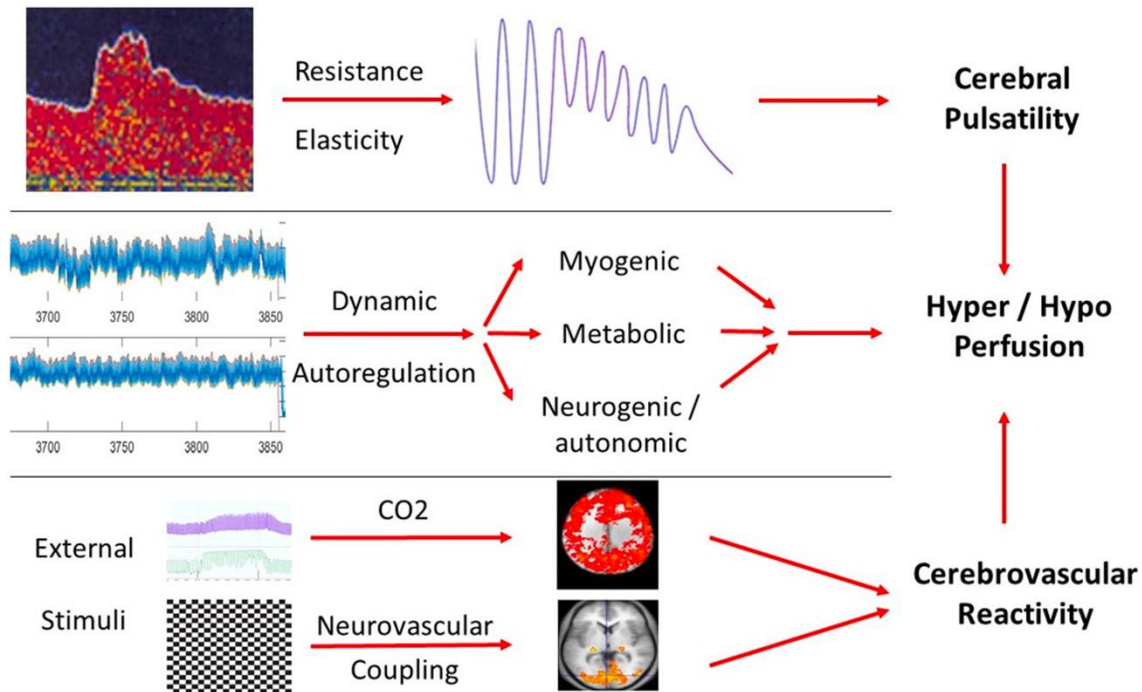 Resistance
Elasticity
Cerebral
Pulsatility
3700 3750 3800 3850
Dynamic
Autoregulation
3700 3750 3800 3850
Myogenic
Metabolic
Neurogenic /
autonomic
Hyper / Hypo
Perfusion
External
Stimuli
CO2
Neurovascular
Coupling
Cerebrovascular
Reactivity